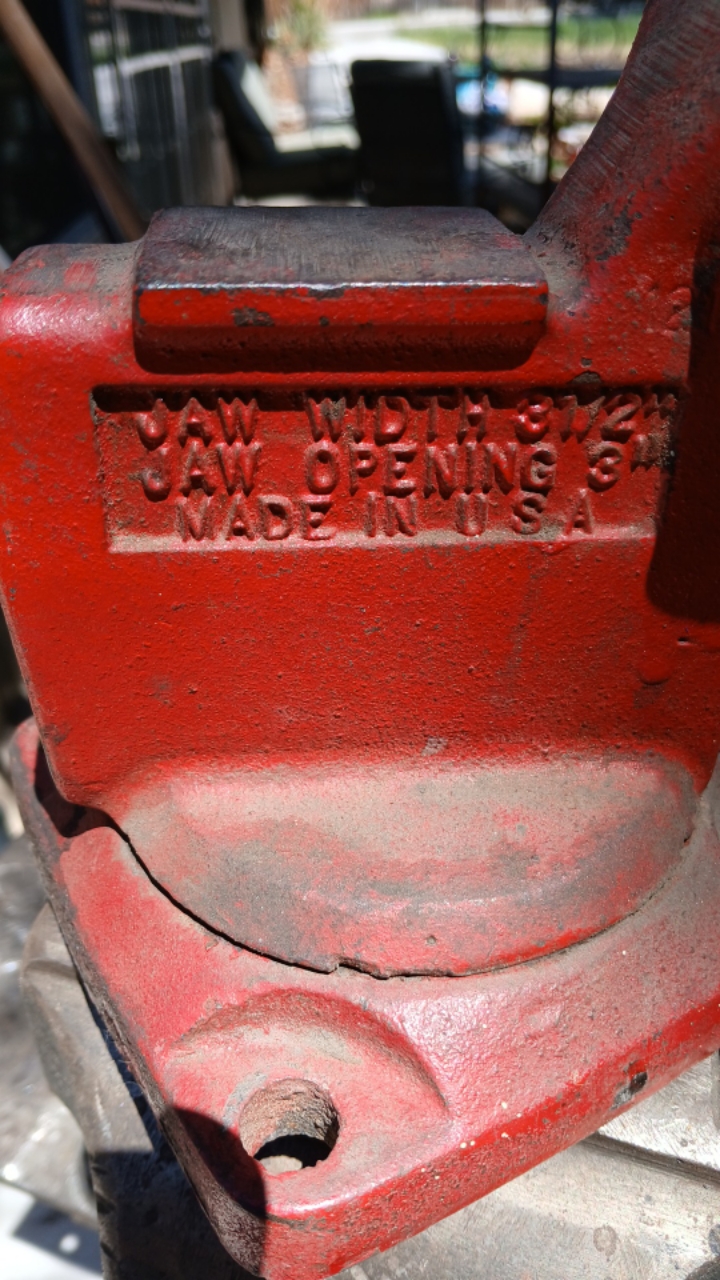 JAW WIDTH 3 1/2"
JAW OPENING 3"
MADE IN U S A